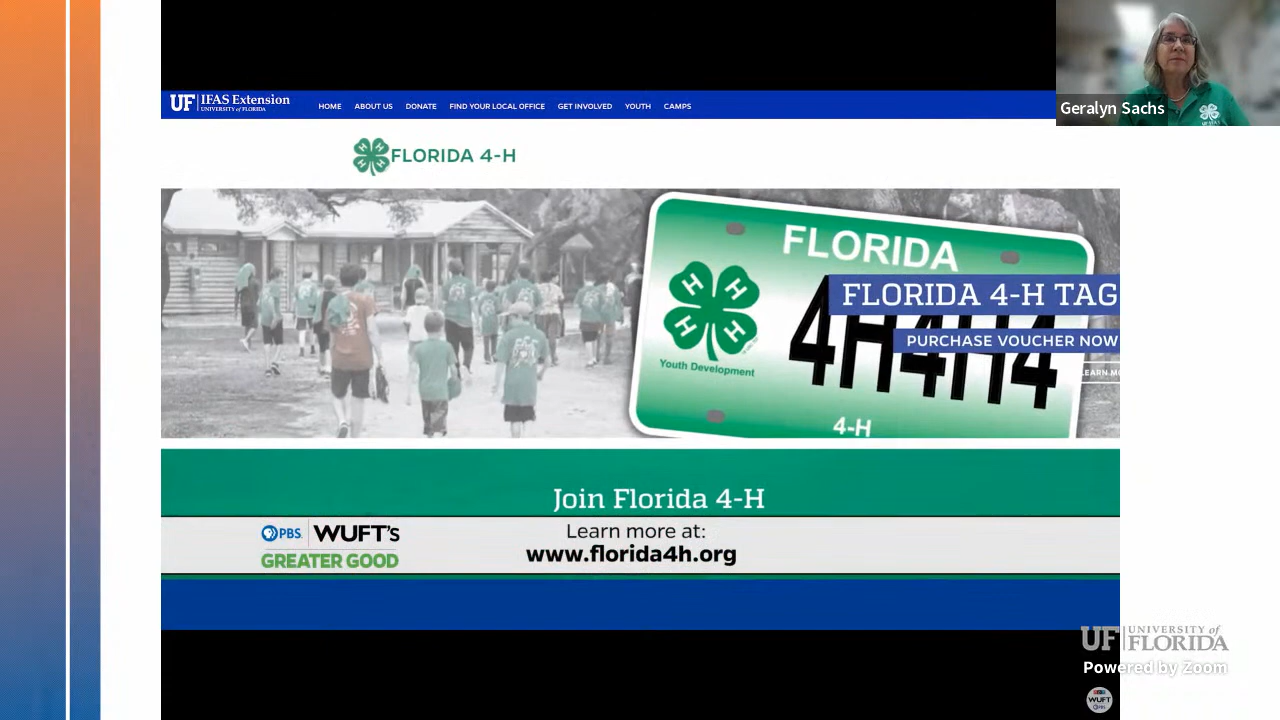 UF IFAS Extension
UNIVERSITY of FLORIDA
HOME ABOUT US DONATE FIND YOUR LOCAL OFFICE GET INVOLVED YOUTH CAMPS
Geralyn Sachs
H H H H
FLORIDA 4-H
FLORIDA
H H H H
4H4H4
FLORIDA 4-H TAG
PURCHASE VOUCHER NOW
Youth Development
4-H
Join Florida 4-H
PBS WUFT's
GREATER GOOD
Learn more at:
www.florida4h.org
UF UNIVERSITY of
FLORIDA
Powered by Zoom
WUFT
PBS